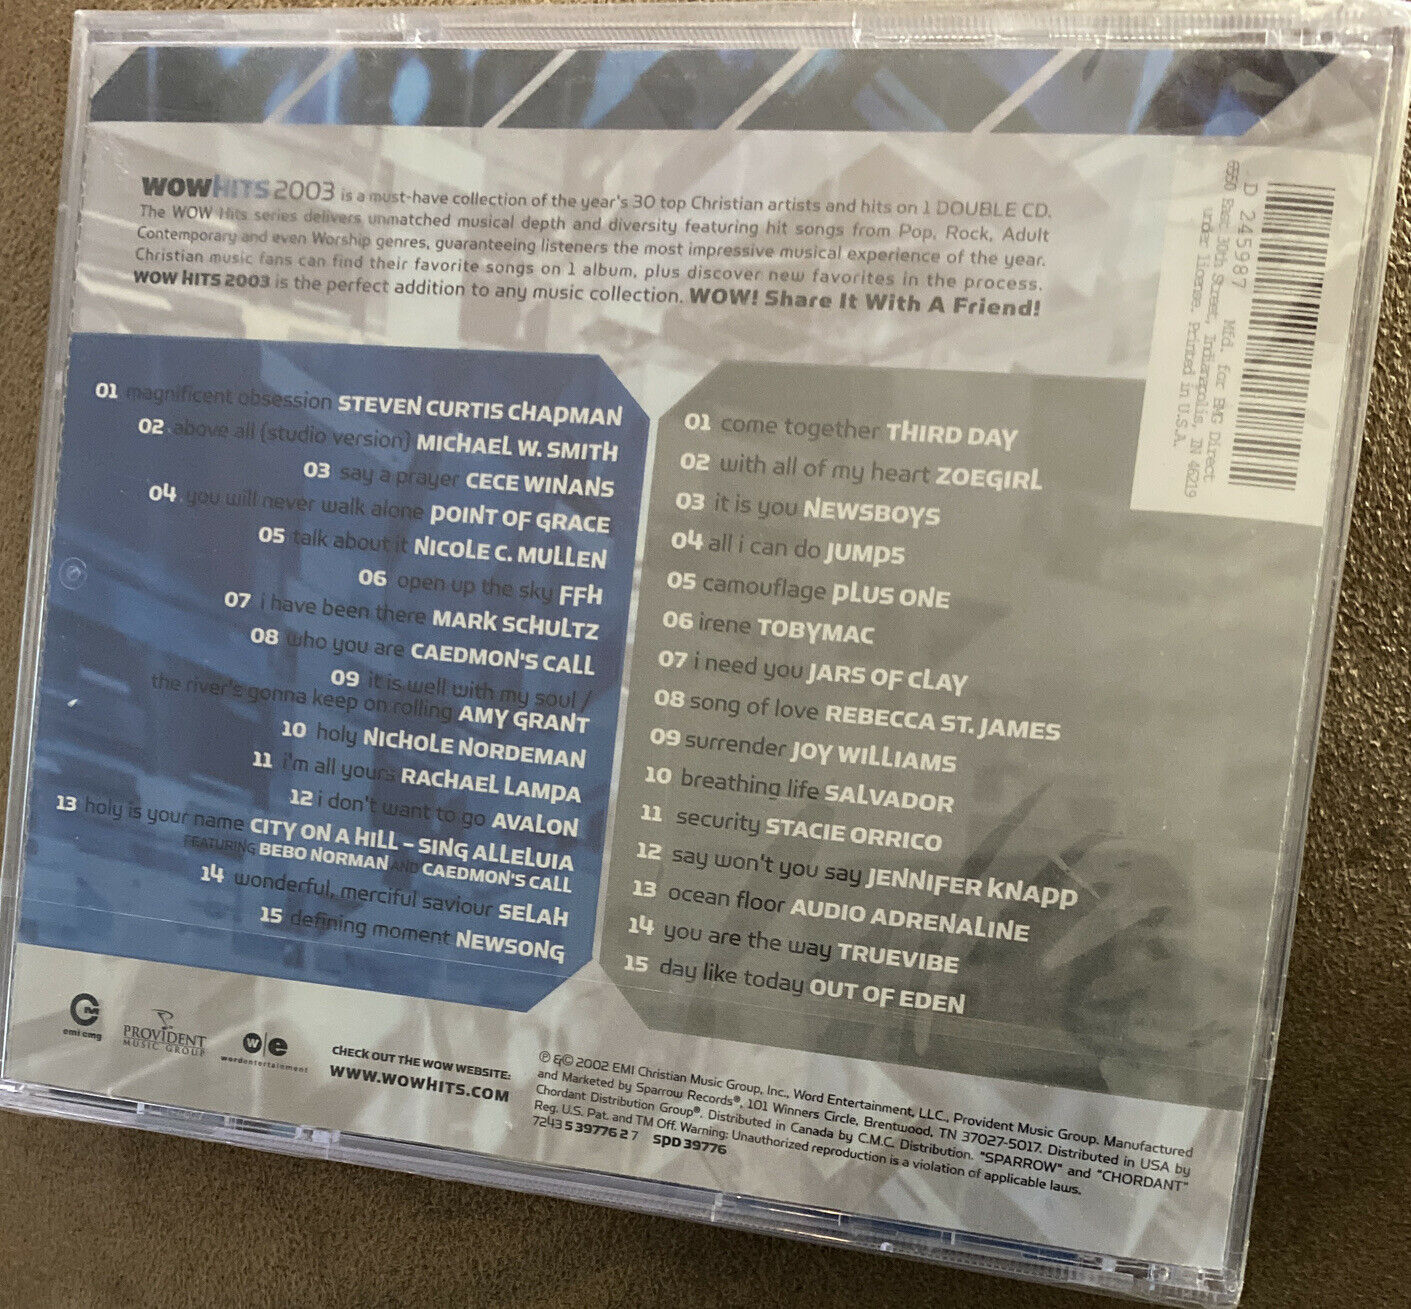 WOW HITS 2003 is a must-have collection of the year's 30 top Christian artists and hits on 1 DOUBLE CD.
The WOW Hits series delivers unmatched musical depth and diversity featuring hit songs from Pop, Rock, Adult
Contemporary and even Worship genres, guaranteeing listeners the most impressive musical experience of the year.
Christian music fans can find their favorite songs on 1 album, plus discover new favorites in the process.
WOW HITS 2003 is the perfect addition to any music collection. WOW! Share It With A Friend!
D 245987 Mfd. for BMG Direct
6550 East 30th Street, Indianapolis, IN 46219
under license. Printed in U.S.A.
01 magnificent obsession STEVEN CURTIS CHAPMAN
02 above all (studio version) MICHAEL W. SMITH
03 say a prayer CECE WINANS
04 you will never walk alone POINT OF GRACE
05 talk about it NICOLE C. MULLEN
06 open up the sky FFH
07 i have been there MARK SCHULTZ
08 who you are CAEDMON'S CALL
09 it is well with my soul /
the river's gonna keep on rolling AMY GRANT
10 holy NICHOLE NORDEMAN
11 i'm all yours RACHAEL LAMPA
12 i don't want to go AVALON
13 holy is your name CITY ON A HILL – SING ALLELUIA
FEATURING BEBO NORMAN AND CAEDMON'S CALL
14 wonderful, merciful saviour SELAH
15 defining moment NEWSONG
01 come together THIRD DAY
02 with all of my heart ZOEGIRL
03 it is you NEWSBOYS
04 all i can do JUMP5
05 camouflage PLUS ONE
06 irene TOBYMAC
07 i need you JARS OF CLAY
08 song of love REBECCA ST. JAMES
09 surrender JOY WILLIAMS
10 breathing life SALVADOR
11 security STACIE ORRICO
12 say won't you say JENNIFER KNAPP
13 ocean floor AUDIO ADRENALINE
14 you are the way TRUEVIBE
15 day like today OUT OF EDEN
emi cmg
PROVIDENT
MUSIC GROUP
w e
wordentertainment
CHECK OUT THE WOW WEBSITE:
WWW.WOWHITS.COM
℗ &© 2002 EMI Christian Music Group, Inc., Word Entertainment, LLC., Provident Music Group. Manufactured
and Marketed by Sparrow Records®, 101 Winners Circle, Brentwood, TN 37027-5017. Distributed in USA by
Chordant Distribution Group®. Distributed in Canada by C.M.C. Distribution. "SPARROW" and "CHORDANT"
Reg. U.S. Pat. and TM Off. Warning: Unauthorized reproduction is a violation of applicable laws.
7243 5 39776 2 7 SPD 39776